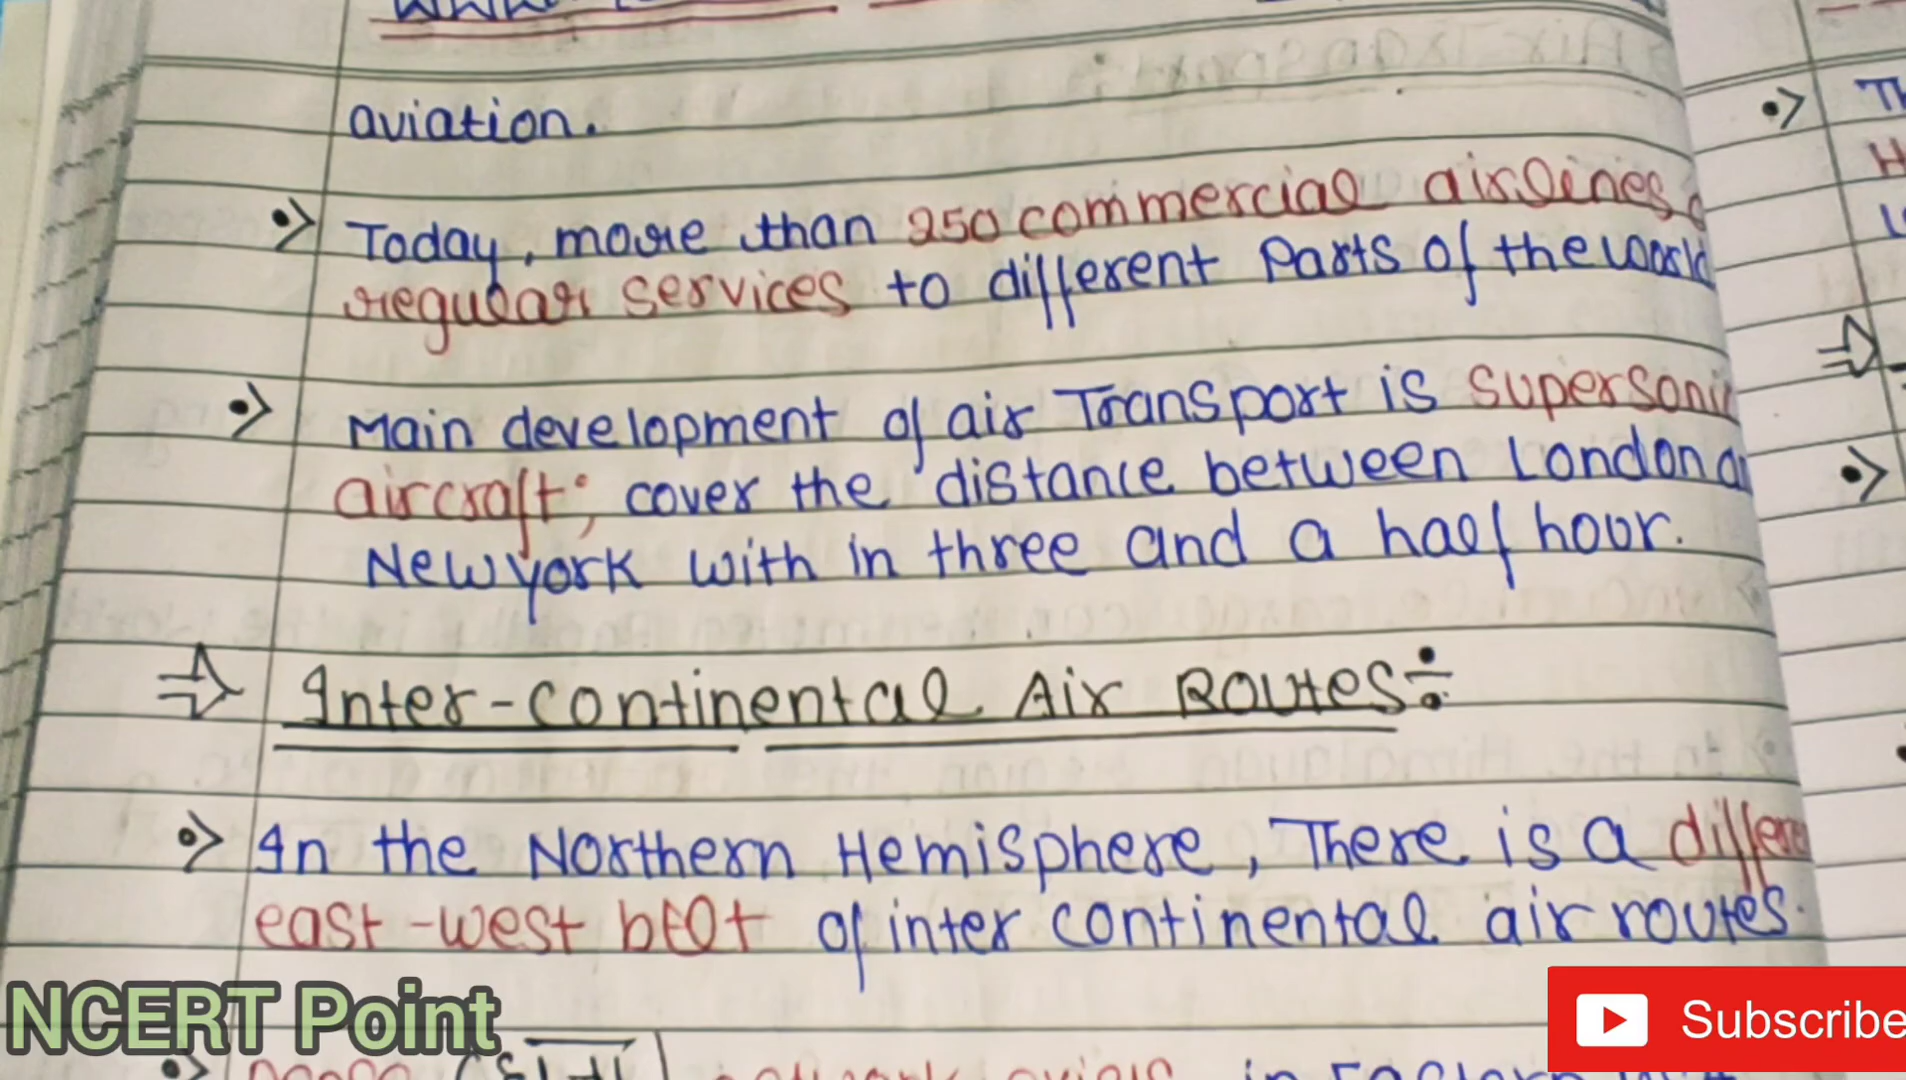 aviation.
•> Today, more than 250 commercial airlines
regular services to different Parts of the World
•> Main development of air Transport is supersonic
aircraft; cover the distance between London a
New york with in three and a half hour.
⇒ Inter-continental Air Routes÷
•> In the Northern Hemisphere, There is a differe
east-west belt of inter continental air routes.
NCERT Point
Subscribe